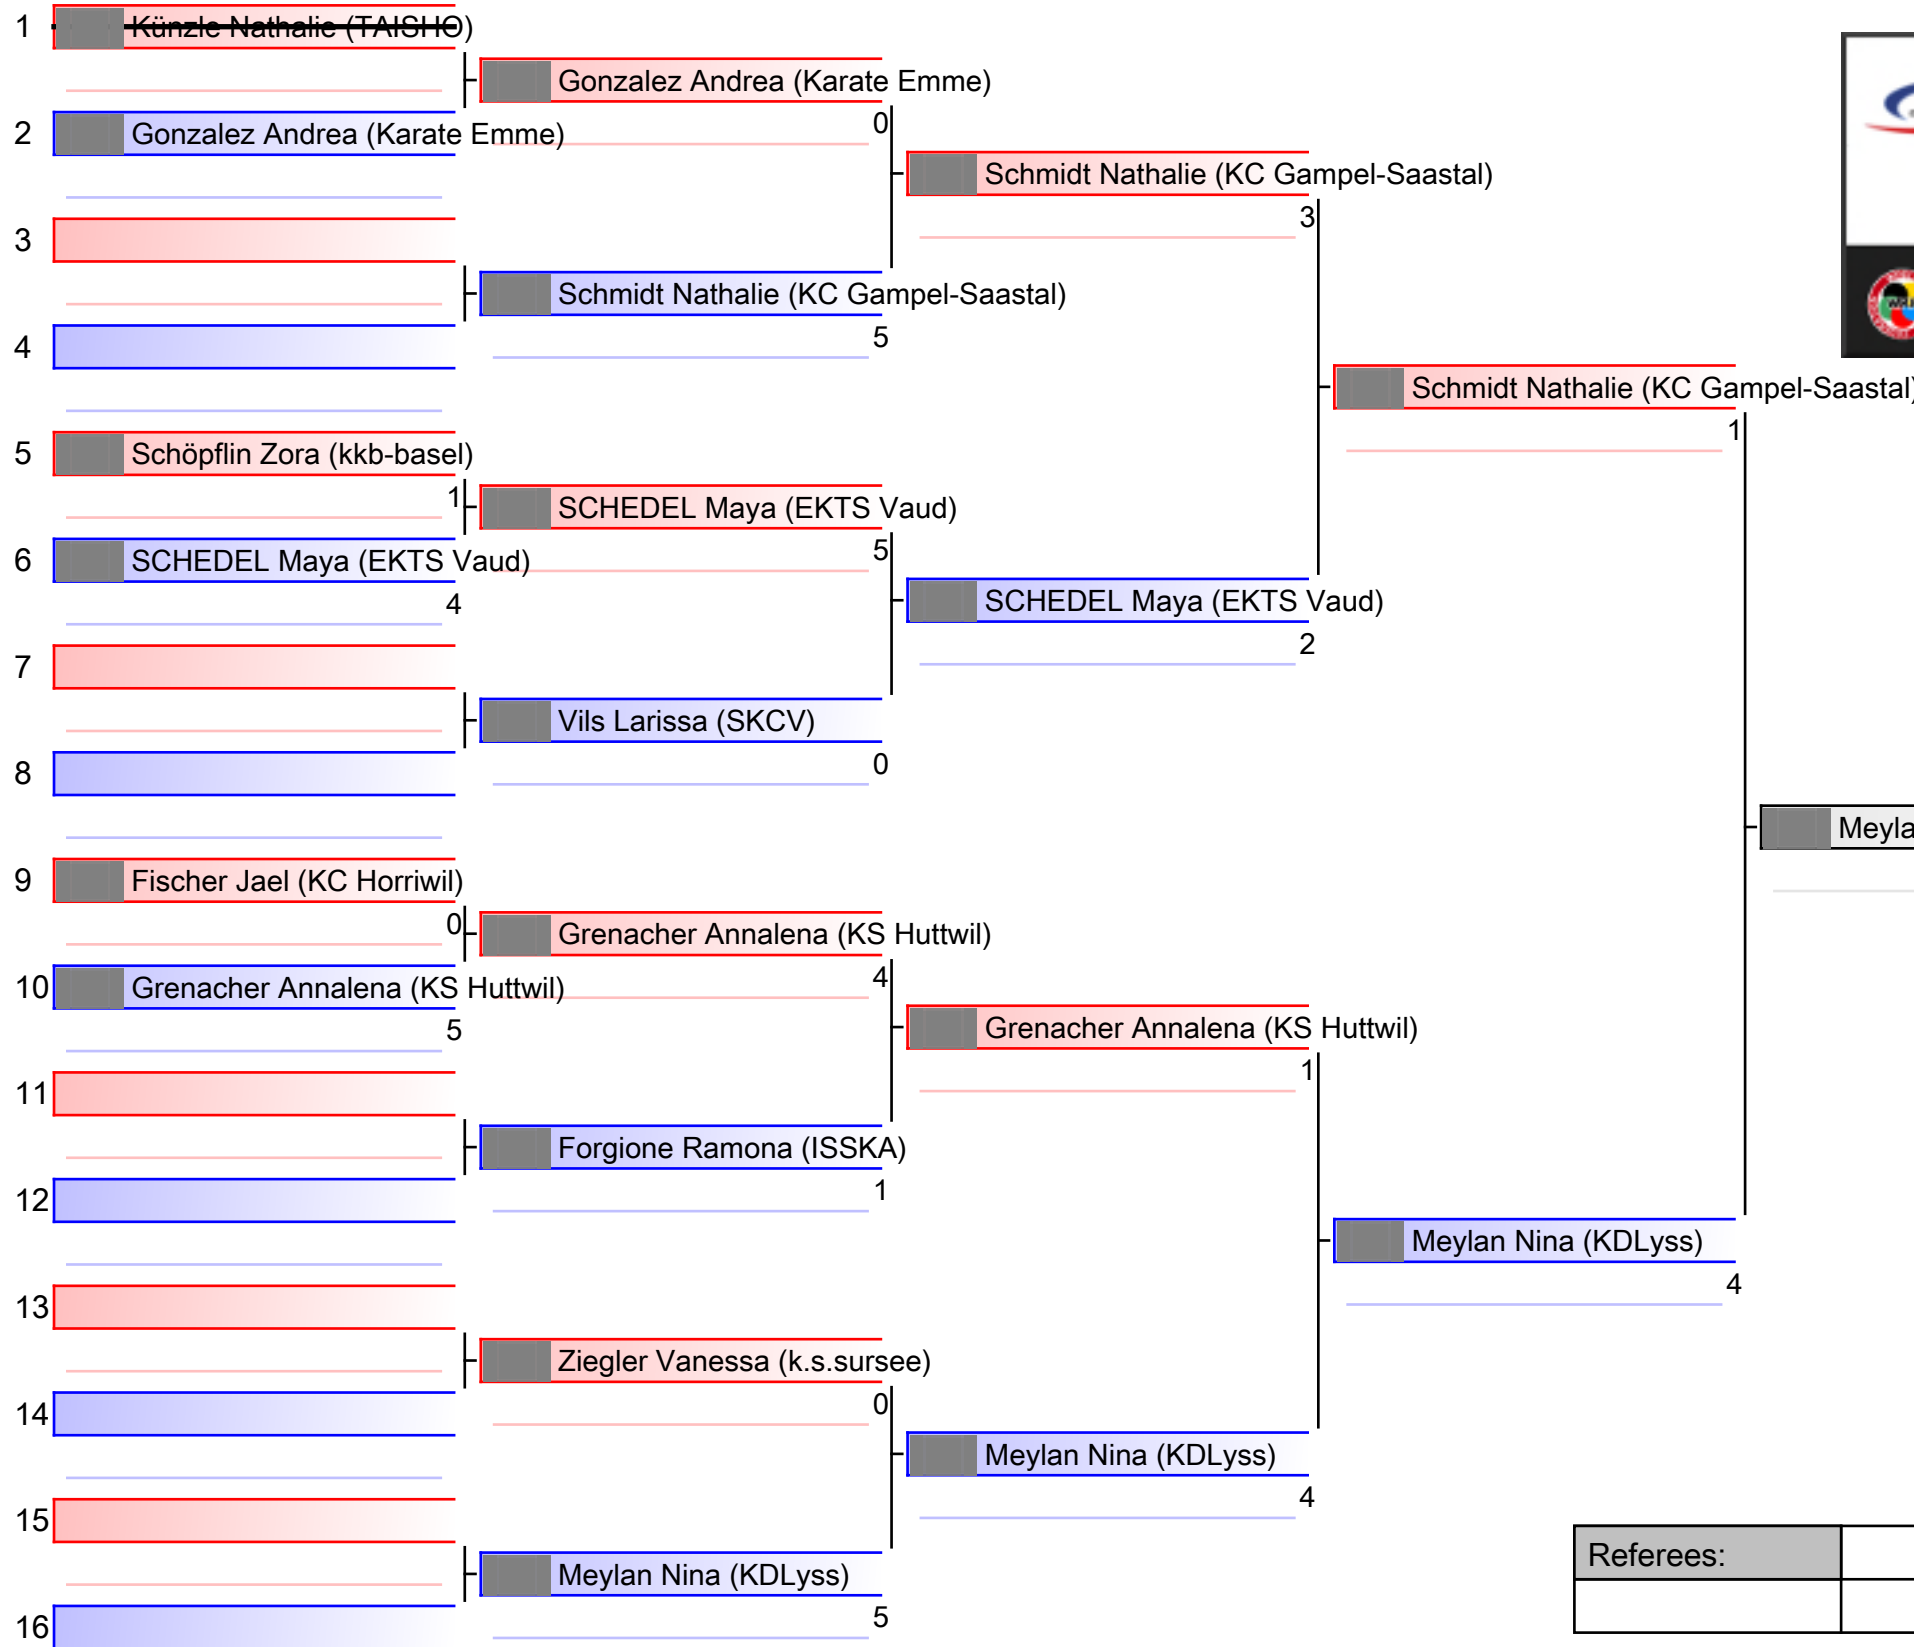 1 Künzle Nathalie (TAISHO)
Gonzalez Andrea (Karate Emme)
0
2 Gonzalez Andrea (Karate Emme)
Schmidt Nathalie (KC Gampel-Saastal)
3
3
Schmidt Nathalie (KC Gampel-Saastal)
5
4
Schmidt Nathalie (KC Gampel-Saastal)
1
5 Schöpflin Zora (kkb-basel)
1
SCHEDEL Maya (EKTS Vaud)
5
6 SCHEDEL Maya (EKTS Vaud)
4
SCHEDEL Maya (EKTS Vaud)
2
7
Vils Larissa (SKCV)
0
8
9 Fischer Jael (KC Horriwil)
0
Grenacher Annalena (KS Huttwil)
4
10 Grenacher Annalena (KS Huttwil)
5
Grenacher Annalena (KS Huttwil)
1
11
Forgione Ramona (ISSKA)
1
12
Meylan Nina (KDLyss)
4
13
Ziegler Vanessa (k.s.sursee)
0
14
Meylan Nina (KDLyss)
4
15
Meylan Nina (KDLyss)
5
16
Referees: